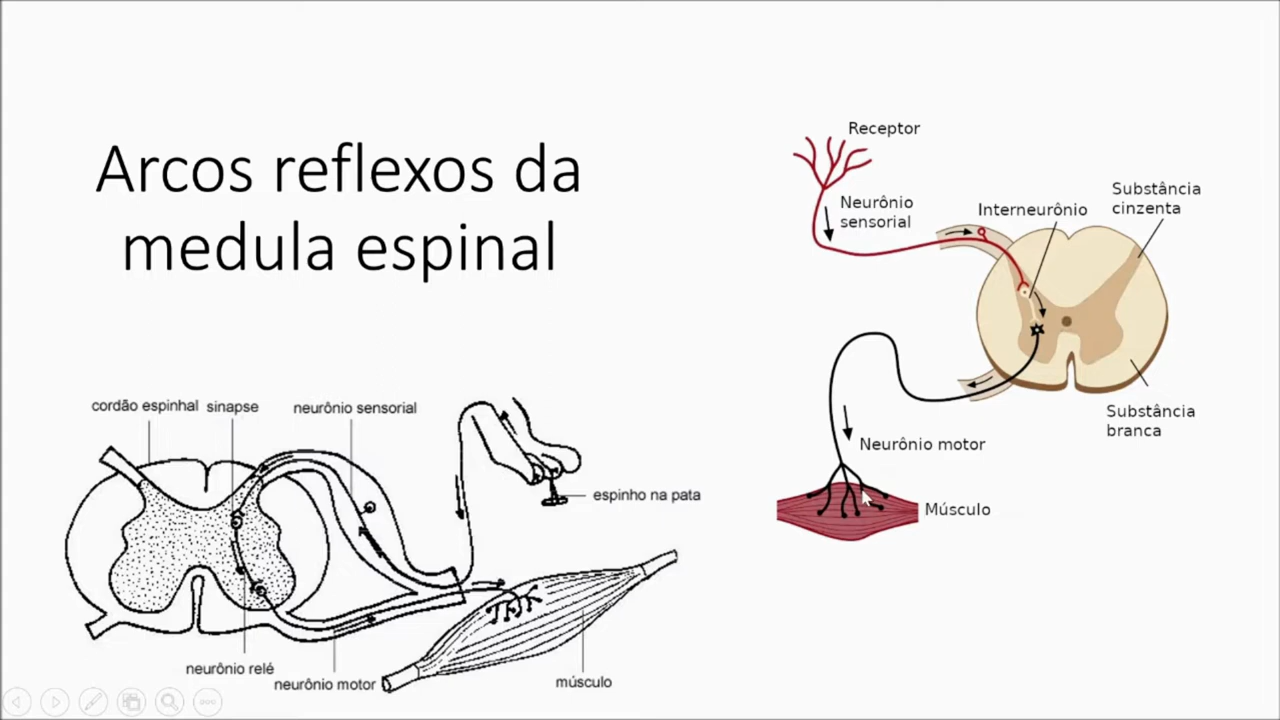 Arcos reflexos da
medula espinal
Receptor
Neurônio
sensorial
Interneurônio
Substância
cinzenta
Substância
branca
Neurônio motor
Músculo
cordão espinhal
sinapse
neurônio sensorial
espinho na pata
neurônio relé
neurônio motor
músculo